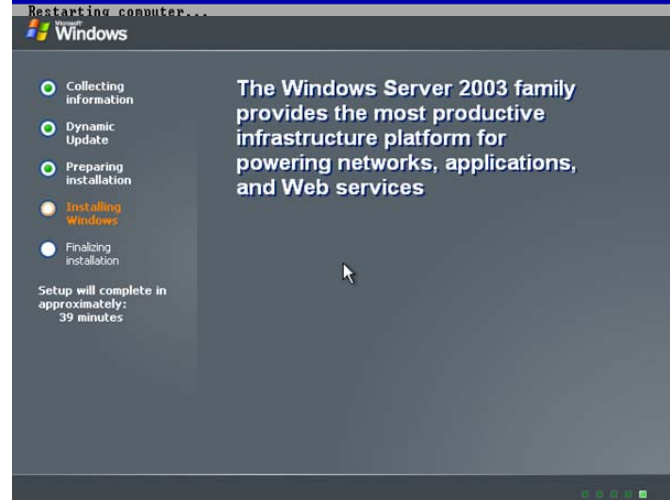 Restarting computer...
Microsoft
Windows
Collecting
information
Dynamic
Update
Preparing
installation
Installing
Windows
Finalizing
installation
Setup will complete in
approximately:
39 minutes
The Windows Server 2003 family
provides the most productive
infrastructure platform for
powering networks, applications,
and Web services